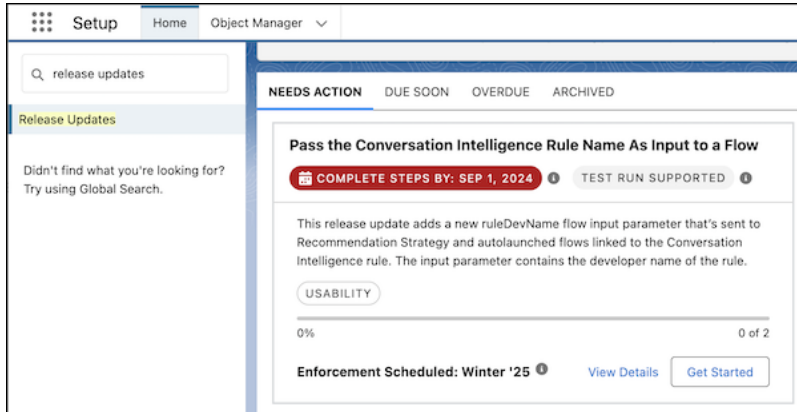 Setup Home Object Manager
release updates
Release Updates
Didn't find what you're looking for?
Try using Global Search.
NEEDS ACTION DUE SOON OVERDUE ARCHIVED
Pass the Conversation Intelligence Rule Name As Input to a Flow
COMPLETE STEPS BY: SEP 1, 2024 TEST RUN SUPPORTED
This release update adds a new ruleDevName flow input parameter that's sent to
Recommendation Strategy and autolaunched flows linked to the Conversation
Intelligence rule. The input parameter contains the developer name of the rule.
USABILITY
0% 0 of 2
Enforcement Scheduled: Winter '25 View Details Get Started